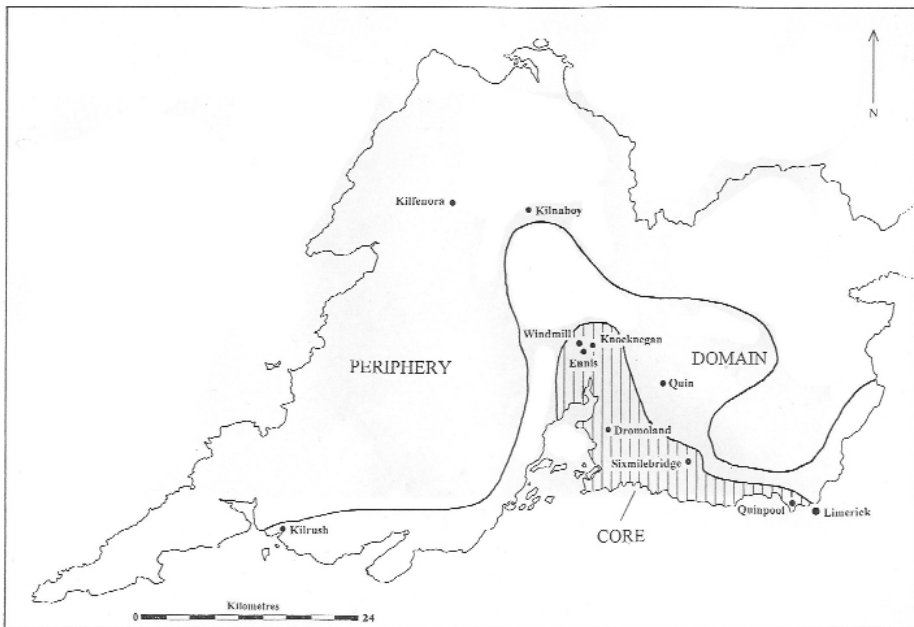 N
Kilfenora
Kilnaboy
Windmill
Knocknegan
Ennis
PERIPHERY
DOMAIN
Quin
Dromoland
Sixmilebridge
Quinpool
Limerick
CORE
Kilrush
Kilometres
0 24